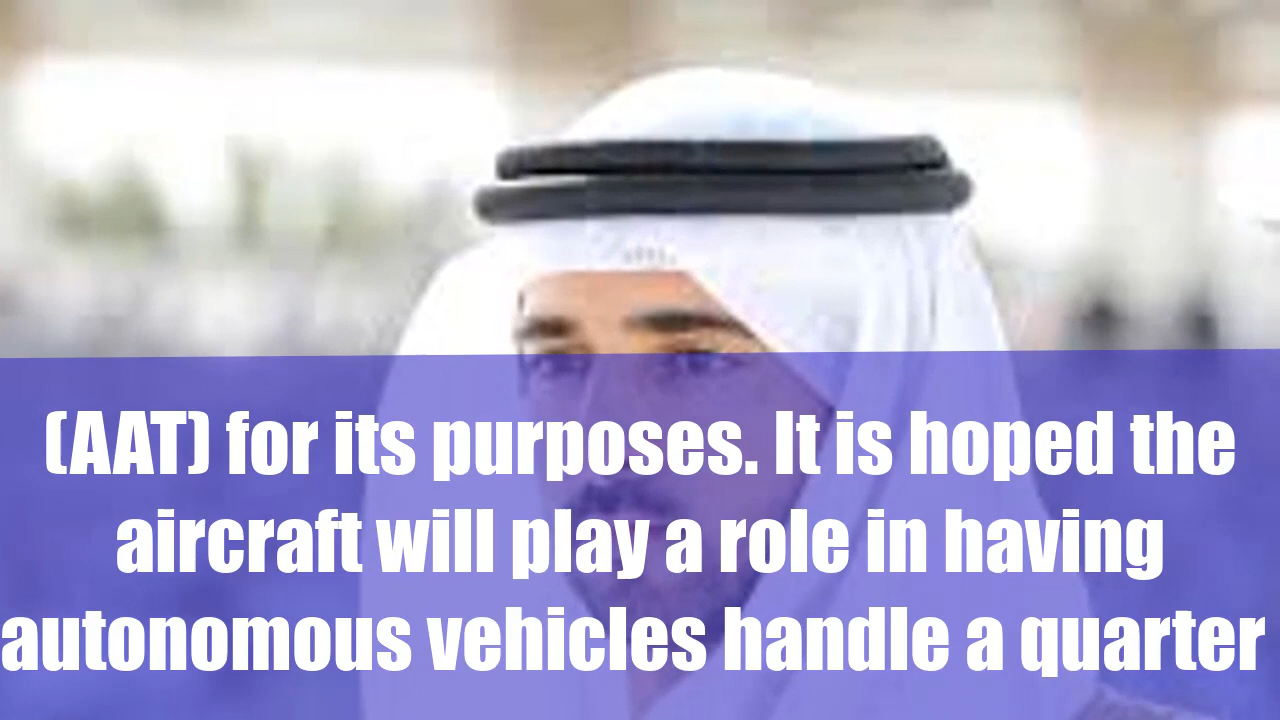 (AAT) for its purposes. It is hoped the
aircraft will play a role in having
autonomous vehicles handle a quarter